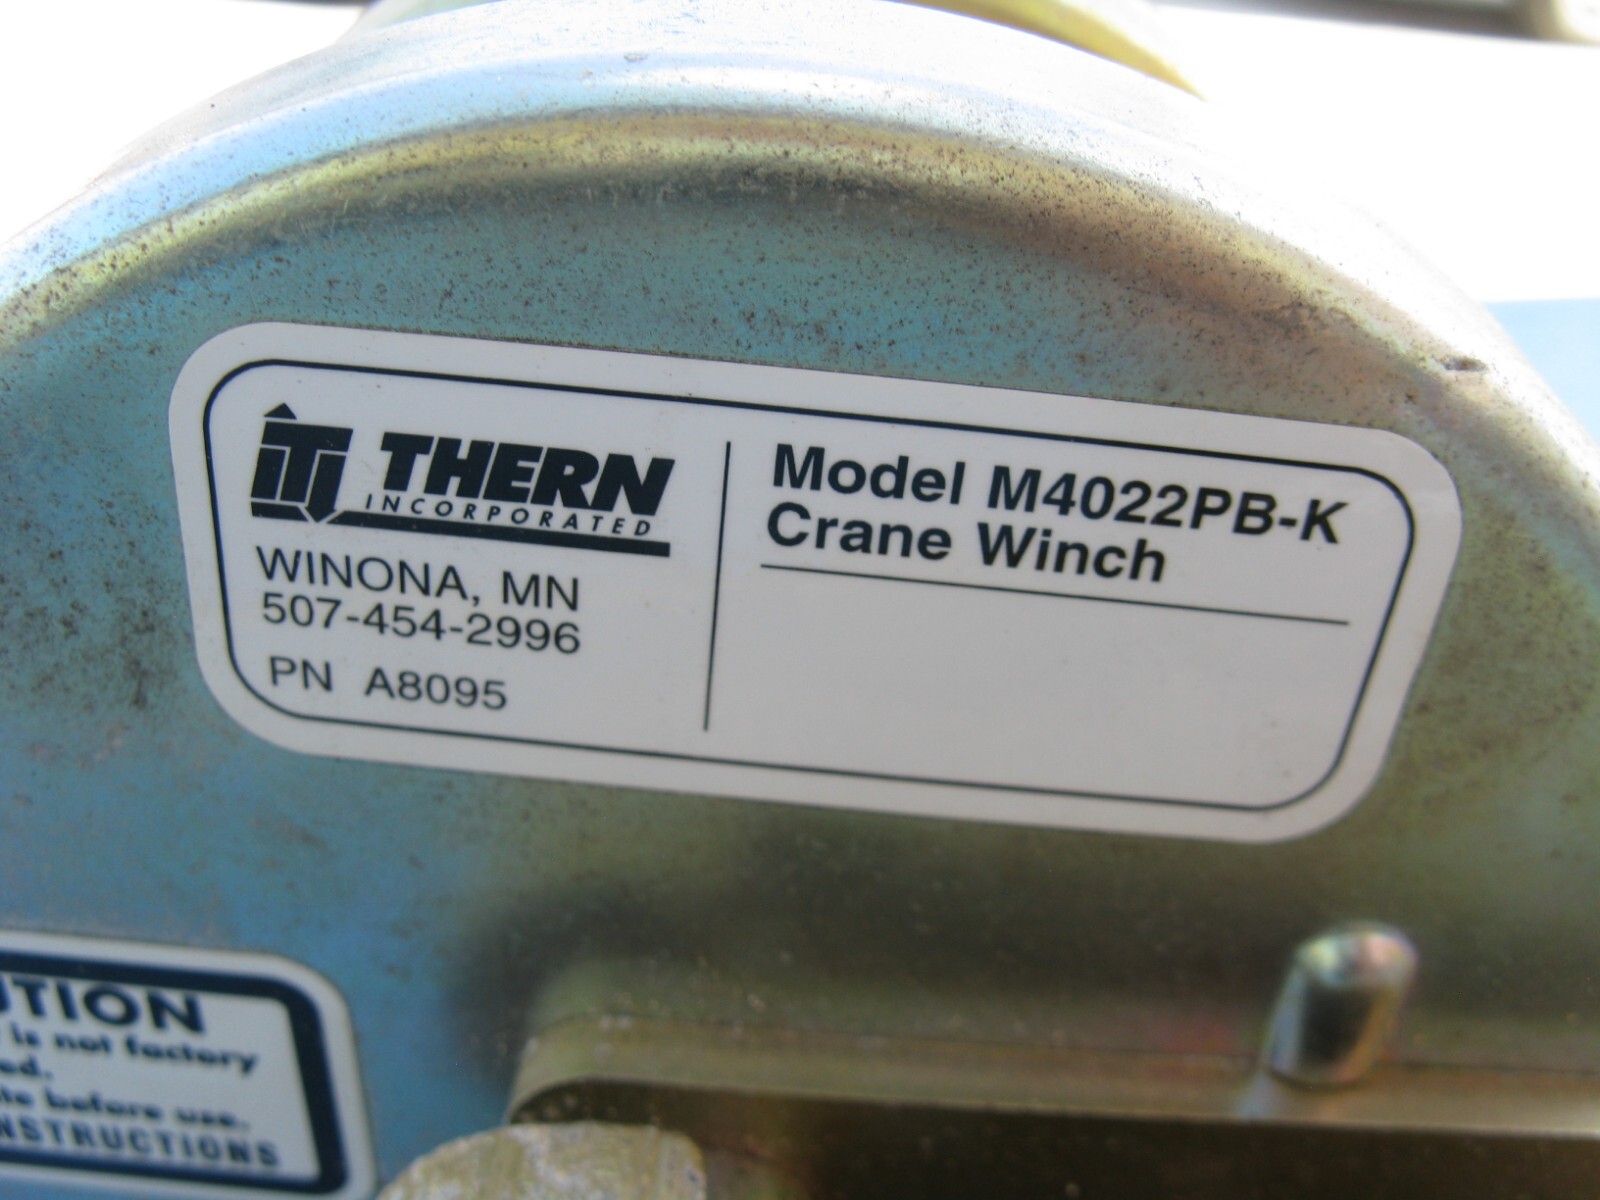 THERN
INCORPORATED
WINONA, MN
507-454-2996
PN A8095
Model M4022PB-K
Crane Winch
UTION
is not factory
ed.
before use.
NSTRUCTIONS